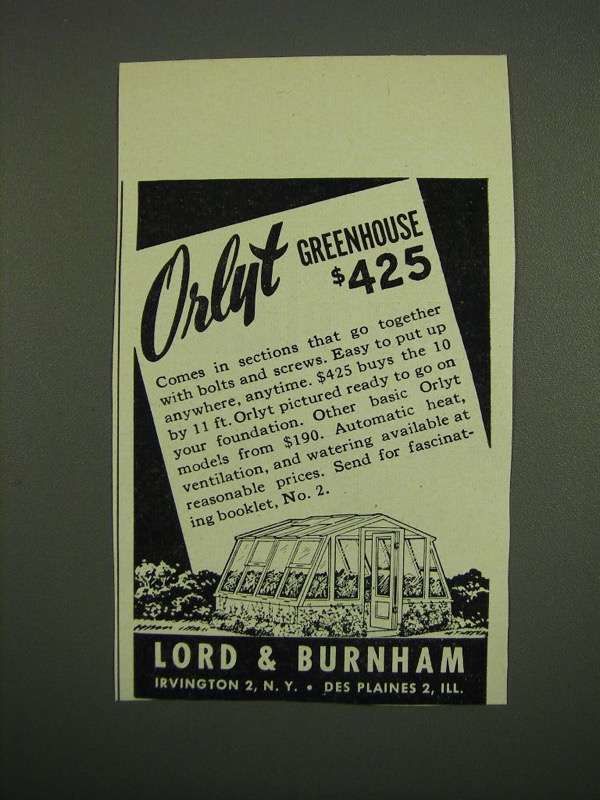 Orlyt GREENHOUSE
$425
Comes in sections that go together
with bolts and screws. Easy to put up
anywhere, anytime. $425 buys the 10
by 11 ft. Orlyt pictured ready to go on
your foundation. Other basic Orlyt
models from $190. Automatic heat,
ventilation, and watering available at
reasonable prices. Send for fascinat-
ing booklet, No. 2.
LORD & BURNHAM
IRVINGTON 2, N. Y. • DES PLAINES 2, ILL.